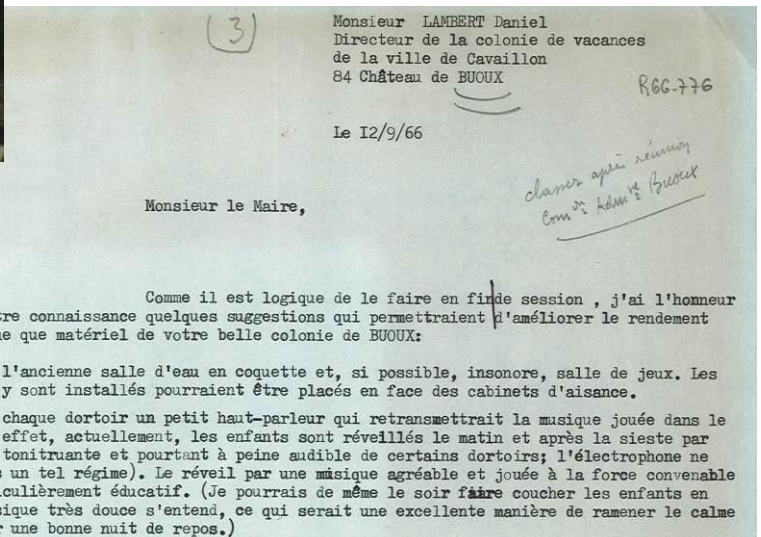 (3)
Monsieur LAMBERT Daniel
Directeur de la colonie de vacances
de la ville de Cavaillon
84 Château de BUOUX
R66-776
Le I2/9/66
classer après réunion
Com on Admve Buoux
Monsieur le Maire,
Comme il est logique de le faire en fin|de session , j'ai l'honneur
tre connaissance quelques suggestions qui permettraient d'améliorer le rendement
ue que matériel de votre belle colonie de BUOUX:
l'ancienne salle d'eau en coquette et, si possible, insonore, salle de jeux. Les
y sont installés pourraient être placés en face des cabinets d'aisance.
chaque dortoir un petit haut-parleur qui retransmettrait la musique jouée dans le
effet, actuellement, les enfants sont réveillés le matin et après la sieste par
tonitruante et pourtant à peine audible de certains dortoirs; l'électrophone ne
s un tel régime). Le réveil par une musique agréable et jouée à la force convenable
iculièrement éducatif. (Je pourrais de même le soir faire coucher les enfants en
sique très douce s'entend, ce qui serait une excellente manière de ramener le calme
r une bonne nuit de repos.)